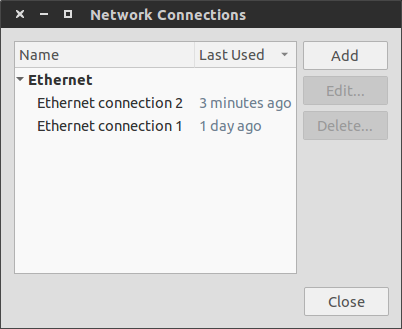 Network Connections
Name Last Used
Add
Ethernet
Edit...
Ethernet connection 2 3 minutes ago
Ethernet connection 1 1 day ago
Delete...
Close